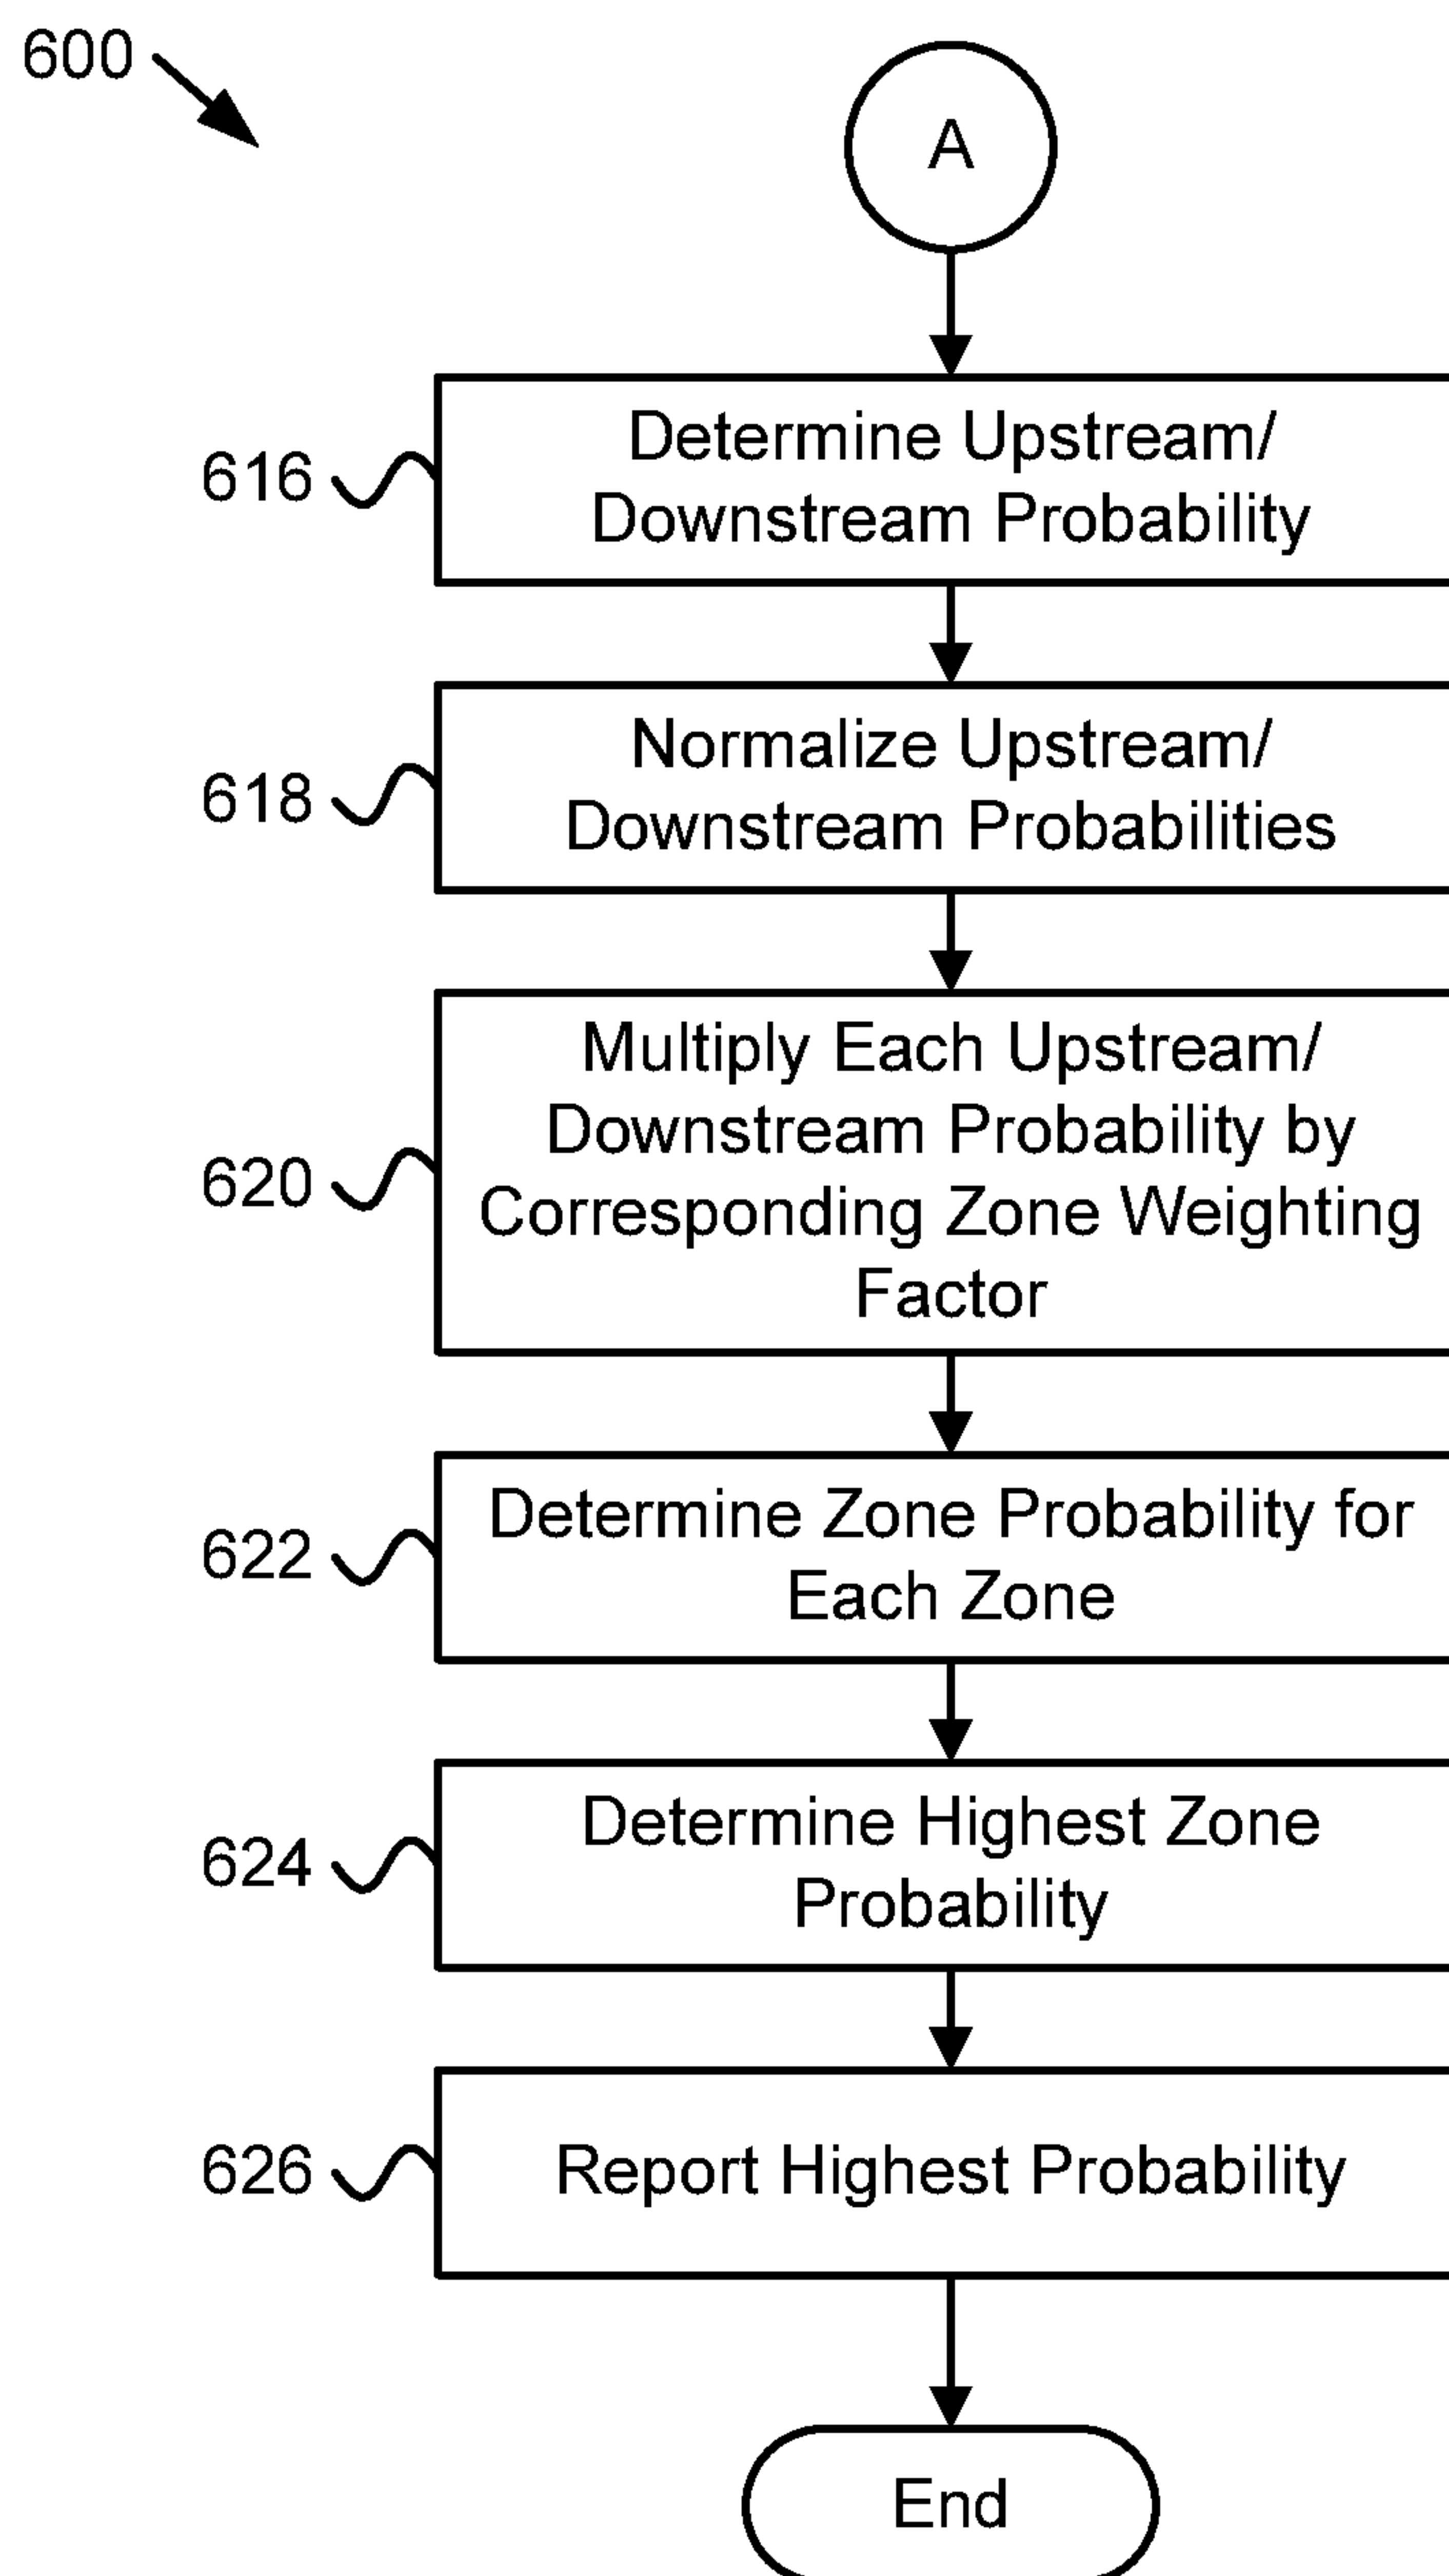 600
A
616
Determine Upstream/
Downstream Probability
618
Normalize Upstream/
Downstream Probabilities
620
Multiply Each Upstream/
Downstream Probability by
Corresponding Zone Weighting
Factor
622
Determine Zone Probability for
Each Zone
624
Determine Highest Zone
Probability
626
Report Highest Probability
End